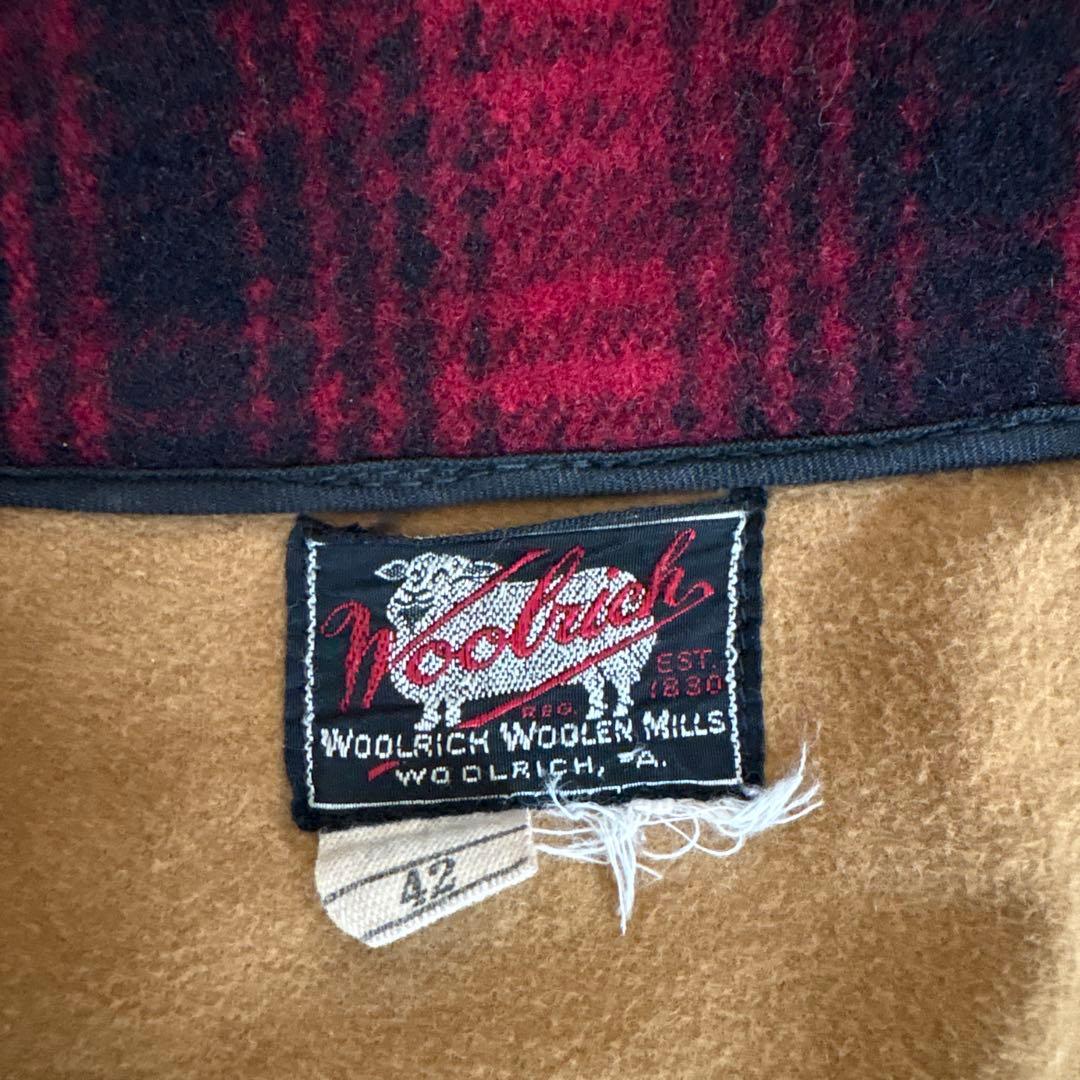 Woolrich
EST.
1830
REG.
WOOLRICH WOOLEN MILLS
WOOLRICH, PA.
42